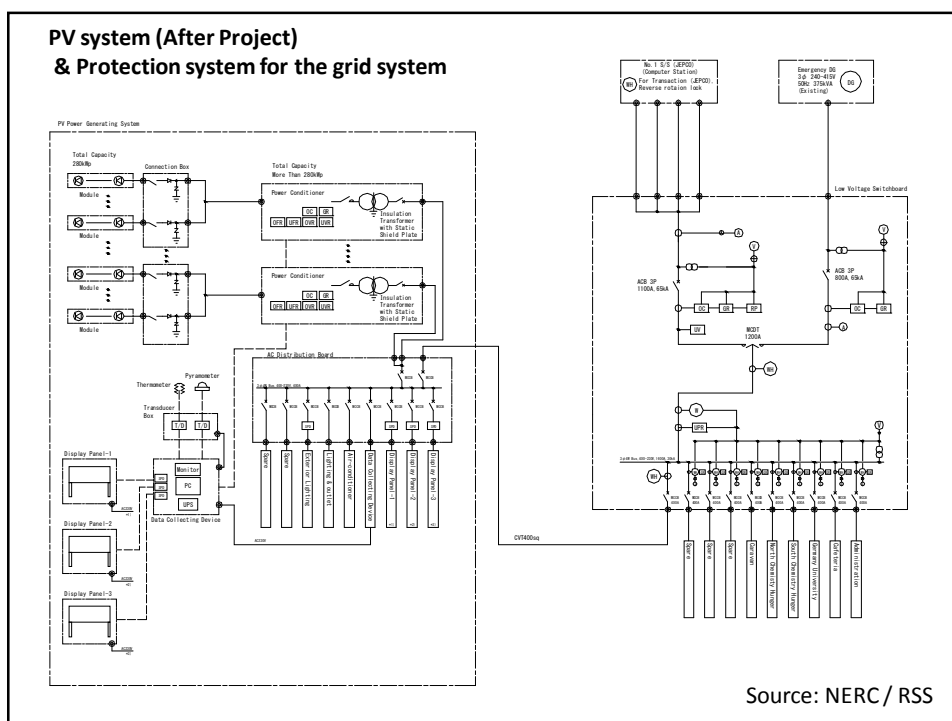 PV system (After Project)
& Protection system for the grid system
No.1 S/S (JEPCO)
(Computer Station)
WH
For Transaction (JEPCO),
Reverse rotaion lock
Emergency DG
3φ 240-415V
50Hz 375kVA
(Existing)
DG
PV Power Generating System
Total Capacity
280kWp
Connection Box
Module
Module
Module
Module
Total Capacity
More Than 280kWp
Power Conditioner
OC
GR
OFR
UFR
OVR
UVR
Insulation
Transformer
with Static
Shield Plate
Power Conditioner
OC
GR
OFR
UFR
OVR
UVR
Insulation
Transformer
with Static
Shield Plate
Low Voltage Switchboard
A
V
ACB 3P
1100A, 65kA
OC
GR
RP
UV
V
ACB 3P
800A, 65kA
OC
GR
A
MCDT
1200A
WH
W
UPR
V
WH
AC Distribution Board
Thermometer
Pyranometer
Transducer
Box
T/D
T/D
Monitor
PC
UPS
Data Collecting Device
Display Panel-1
Display Panel-2
Display Panel-3
Spare
Spare
Exterior Lighting
Lighting & outlet
Air-conditioner
Data Collecting Device
Display Panel-1
Display Panel-2
Display Panel-3
CVT400sq
Spare
Spare
Spare
Caravan
North Chemistry Hunger
South Chemistry Hunger
Germany University
Cafeteria
Administration
Source: NERC / RSS